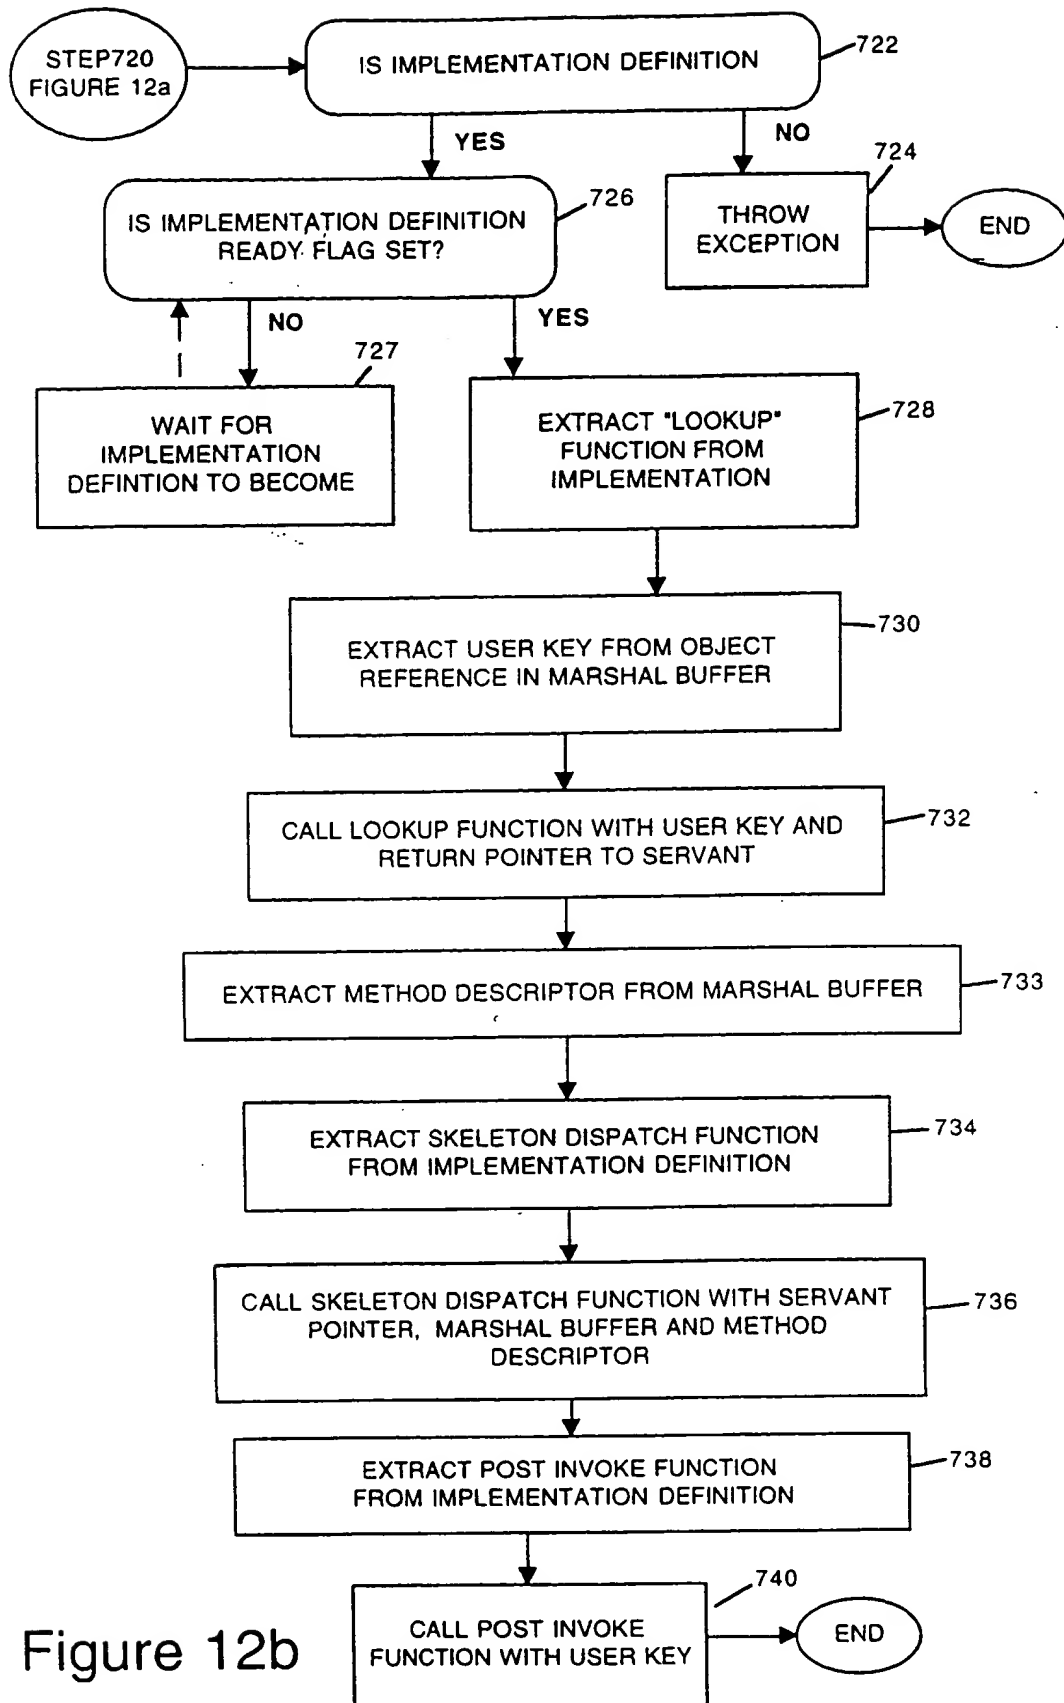 STEP720
FIGURE 12a
IS IMPLEMENTATION DEFINITION
722
YES
NO
724
IS IMPLEMENTATION DEFINITION
READY FLAG SET?
726
THROW
EXCEPTION
END
NO
YES
727
WAIT FOR
IMPLEMENTATION
DEFINTION TO BECOME
EXTRACT "LOOKUP"
FUNCTION FROM
IMPLEMENTATION
728
EXTRACT USER KEY FROM OBJECT
REFERENCE IN MARSHAL BUFFER
730
CALL LOOKUP FUNCTION WITH USER KEY AND
RETURN POINTER TO SERVANT
732
EXTRACT METHOD DESCRIPTOR FROM MARSHAL BUFFER
733
EXTRACT SKELETON DISPATCH FUNCTION
FROM IMPLEMENTATION DEFINITION
734
CALL SKELETON DISPATCH FUNCTION WITH SERVANT
POINTER, MARSHAL BUFFER AND METHOD
DESCRIPTOR
736
EXTRACT POST INVOKE FUNCTION
FROM IMPLEMENTATION DEFINITION
738
CALL POST INVOKE
FUNCTION WITH USER KEY
740
END
Figure 12b